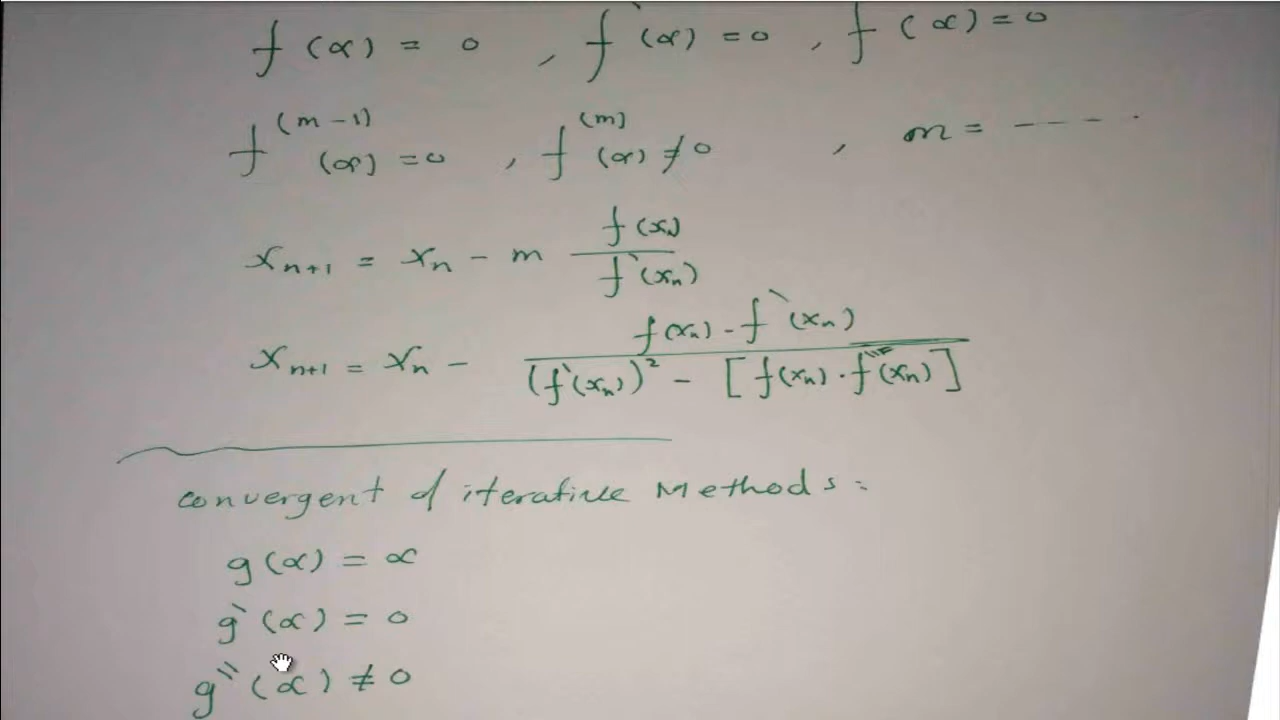 f(α) = 0 , f`(α) = 0 , f (α) = 0
f^(m-1) (α) = 0 , f^(m) (α) ≠ 0 , m = ----.
x_{n+1} = x_n - m f(x_n) / f`(x_n)
x_{n+1} = x_n - f(x_n) - f`(x_n) / (f`(x_n))^2 - [f(x_n) . f``(x_n)]
convergent of iterative Methods:
g(α) = α
g`(α) = 0
g``(α) ≠ 0